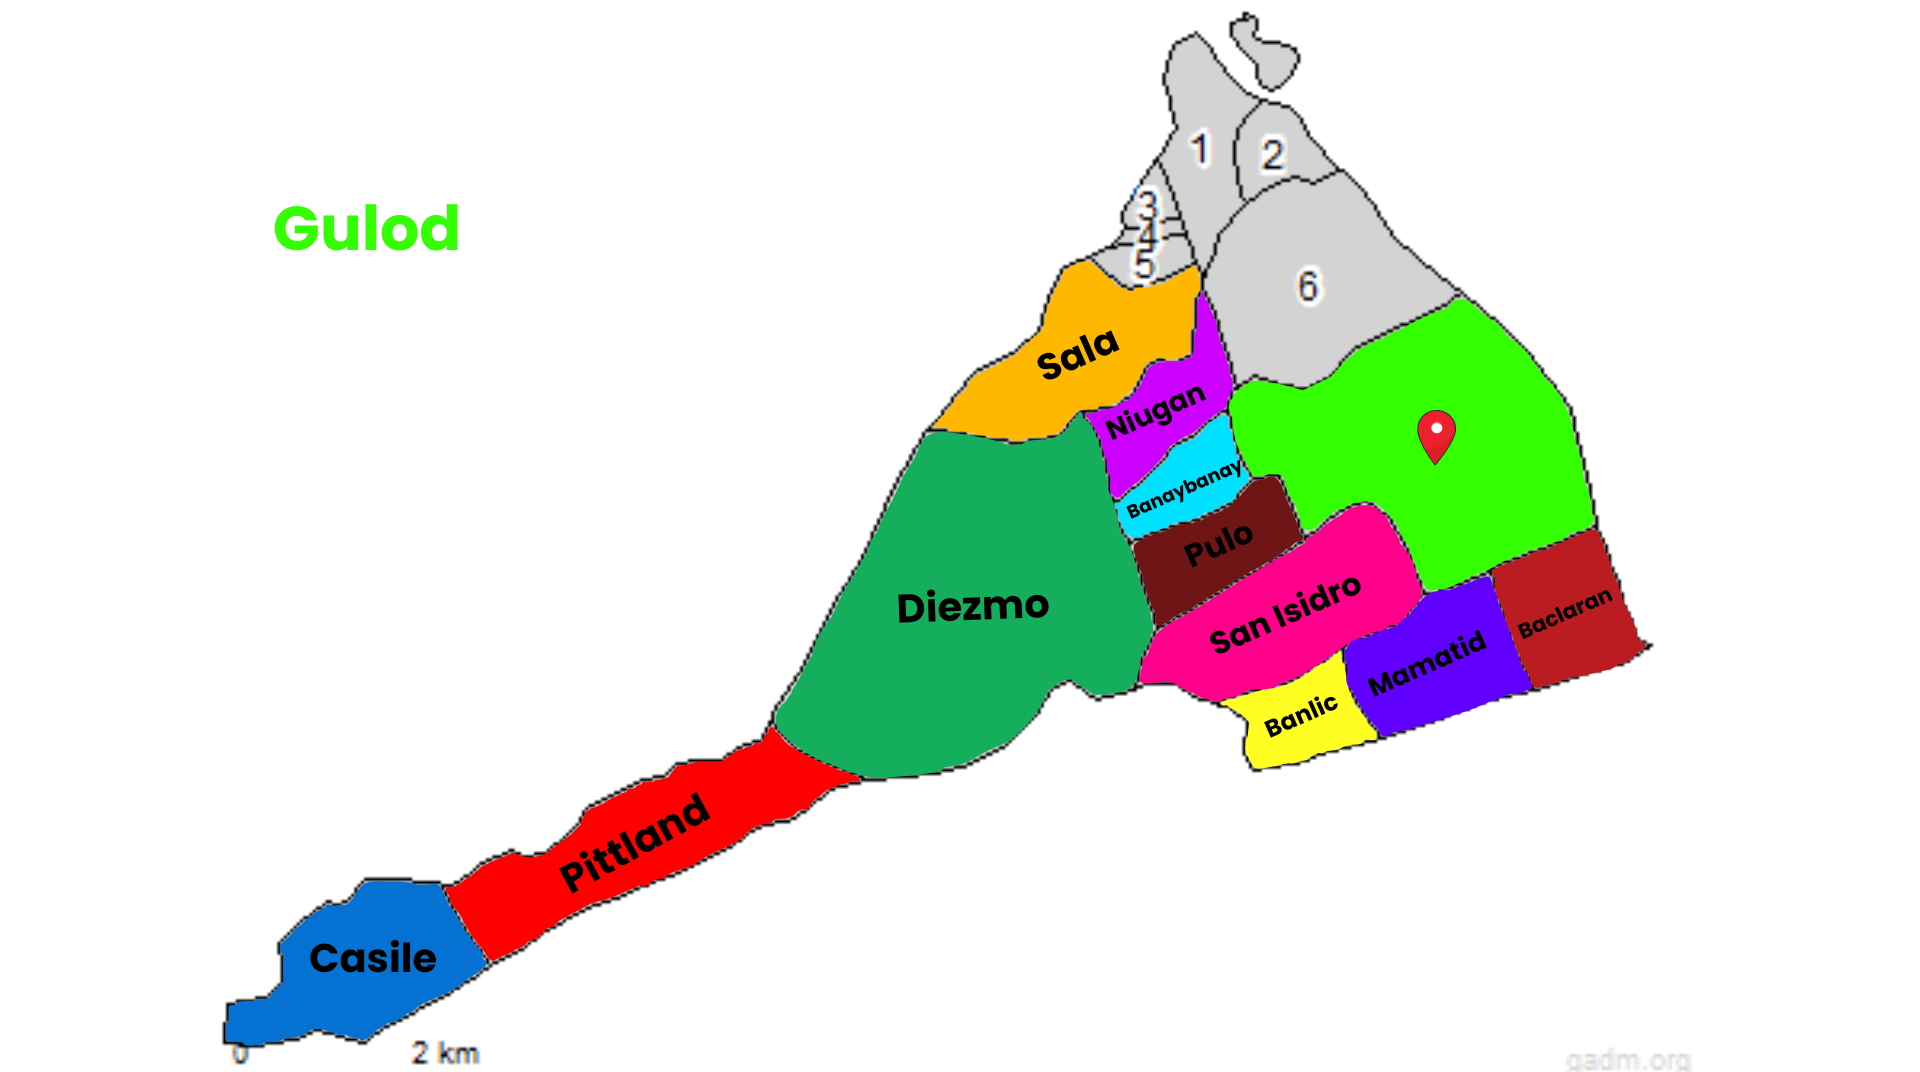 1
2
3
Gulod
4
5
6
Sala
Niugan
Banaybanay
Pulo
Diezmo
San Isidro
Baclaran
Mamatid
Banlic
Pittland
Casile
0
2 km
gadm.org